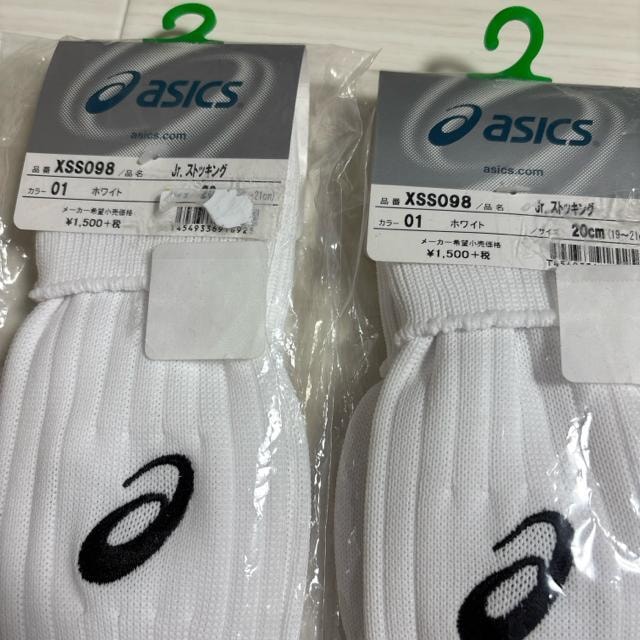 asics
asics.com
品番 XSS098 /品名 Jr.ストッキング
カラー 01 ホワイト 21cm)
メーカー希望小売価格
¥1,500+税
asics
asics.com
品番 XSS098 /品名 Jr.ストッキング
カラー 01 ホワイト /サイズ 20cm(19〜21c
メーカー希望小売価格
¥1,500+税